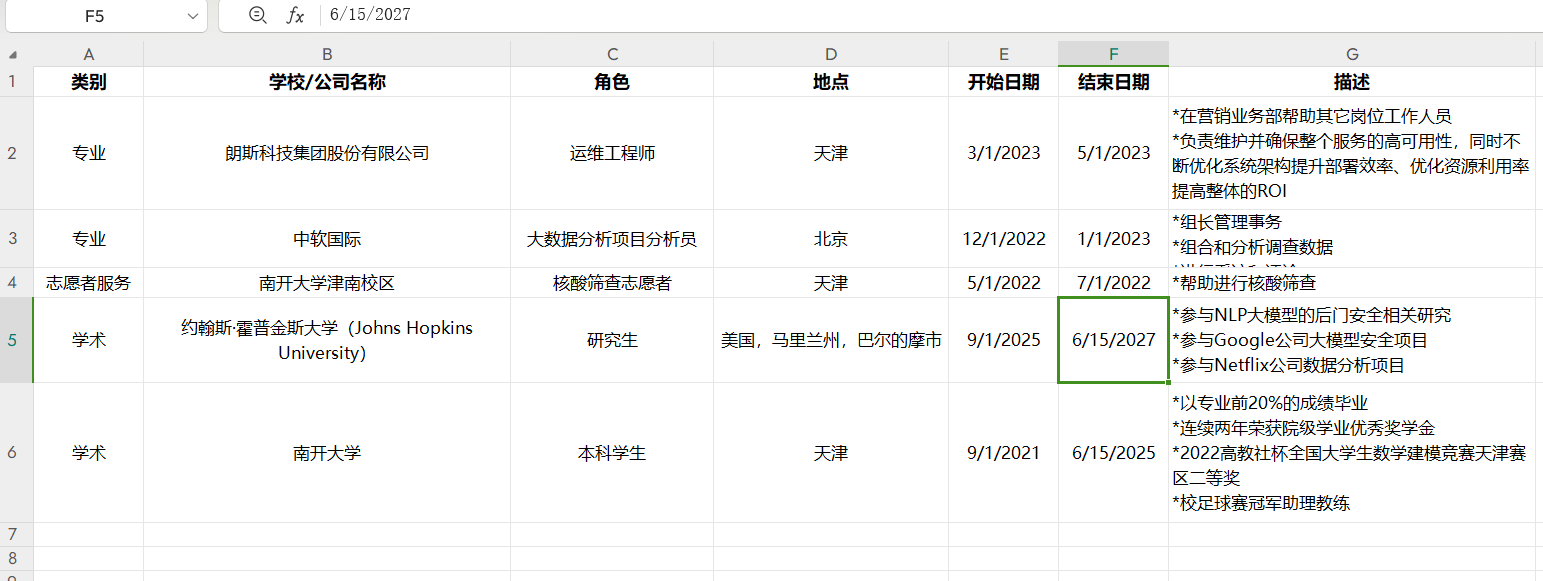 F5
fx
6/15/2027
A B C D E F G
1 类别 学校/公司名称 角色 地点 开始日期 结束日期 描述
2 专业 朗斯科技集团股份有限公司 运维工程师 天津 3/1/2023 5/1/2023
*在营销业务部帮助其它岗位工作人员
*负责维护并确保整个服务的高可用性，同时不
断优化系统架构提升部署效率、优化资源利用率
提高整体的ROI
3 专业 中软国际 大数据分析项目分析员 北京 12/1/2022 1/1/2023
*组长管理事务
*组合和分析调查数据
4 志愿者服务 南开大学津南校区 核酸筛查志愿者 天津 5/1/2022 7/1/2022 *帮助进行核酸筛查
5 学术
约翰斯·霍普金斯大学（Johns Hopkins
University）
研究生 美国，马里兰州，巴尔的摩市 9/1/2025 6/15/2027
*参与NLP大模型的后门安全相关研究
*参与Google公司大模型安全项目
*参与Netflix公司数据分析项目
6 学术 南开大学 本科学生 天津 9/1/2021 6/15/2025
*以专业前20%的成绩毕业
*连续两年荣获院级学业优秀奖学金
*2022高教社杯全国大学生数学建模竞赛天津赛
区二等奖
*校足球赛冠军助理教练
7
8